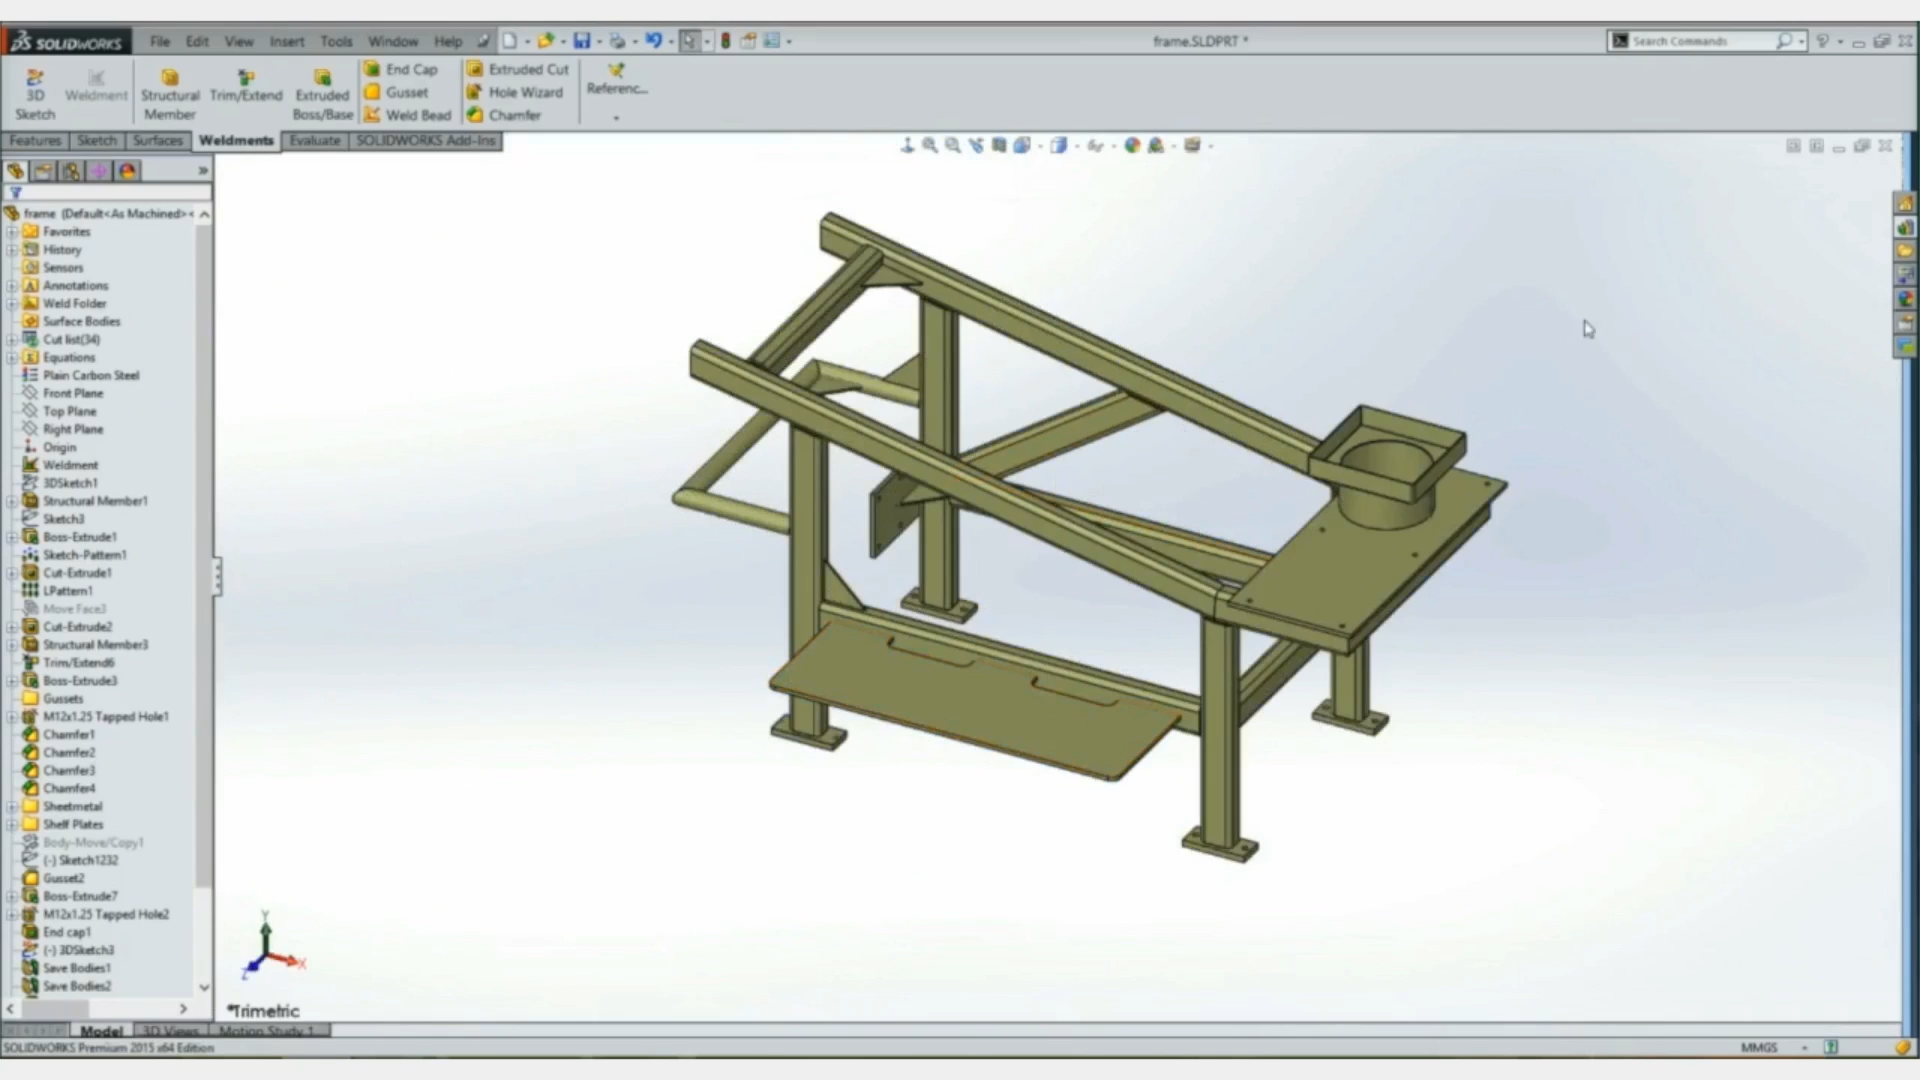 SOLIDWORKS File Edit View Insert Tools Window Help frame.SLDPRT * Search Commands
3D Sketch
Weldment
Structural Member
Trim/Extend
Extruded Boss/Base
End Cap
Gusset
Weld Bead
Extruded Cut
Hole Wizard
Chamfer
Referenc...
Features Sketch Surfaces Weldments Evaluate SOLIDWORKS Add-Ins
frame (Default<As Machined><
Favorites
History
Sensors
Annotations
Weld Folder
Surface Bodies
Cut list(34)
Equations
Plain Carbon Steel
Front Plane
Top Plane
Right Plane
Origin
Weldment
3DSketch1
Structural Member1
Sketch3
Boss-Extrude1
Sketch-Pattern1
Cut-Extrude1
LPattern1
Move Face3
Cut-Extrude2
Structural Member3
Trim/Extend6
Boss-Extrude3
Gussets
M12x1.25 Tapped Hole1
Chamfer1
Chamfer2
Chamfer3
Chamfer4
Sheetmetal
Shelf Plates
Body-Move/Copy1
(-) Sketch1232
Gusset2
Boss-Extrude7
M12x1.25 Tapped Hole2
End cap1
(-) 3DSketch3
Save Bodies1
Save Bodies2
Y
X
Z
*Trimetric
Model 3D Views Motion Study 1
SOLIDWORKS Premium 2015 x64 Edition MMGS